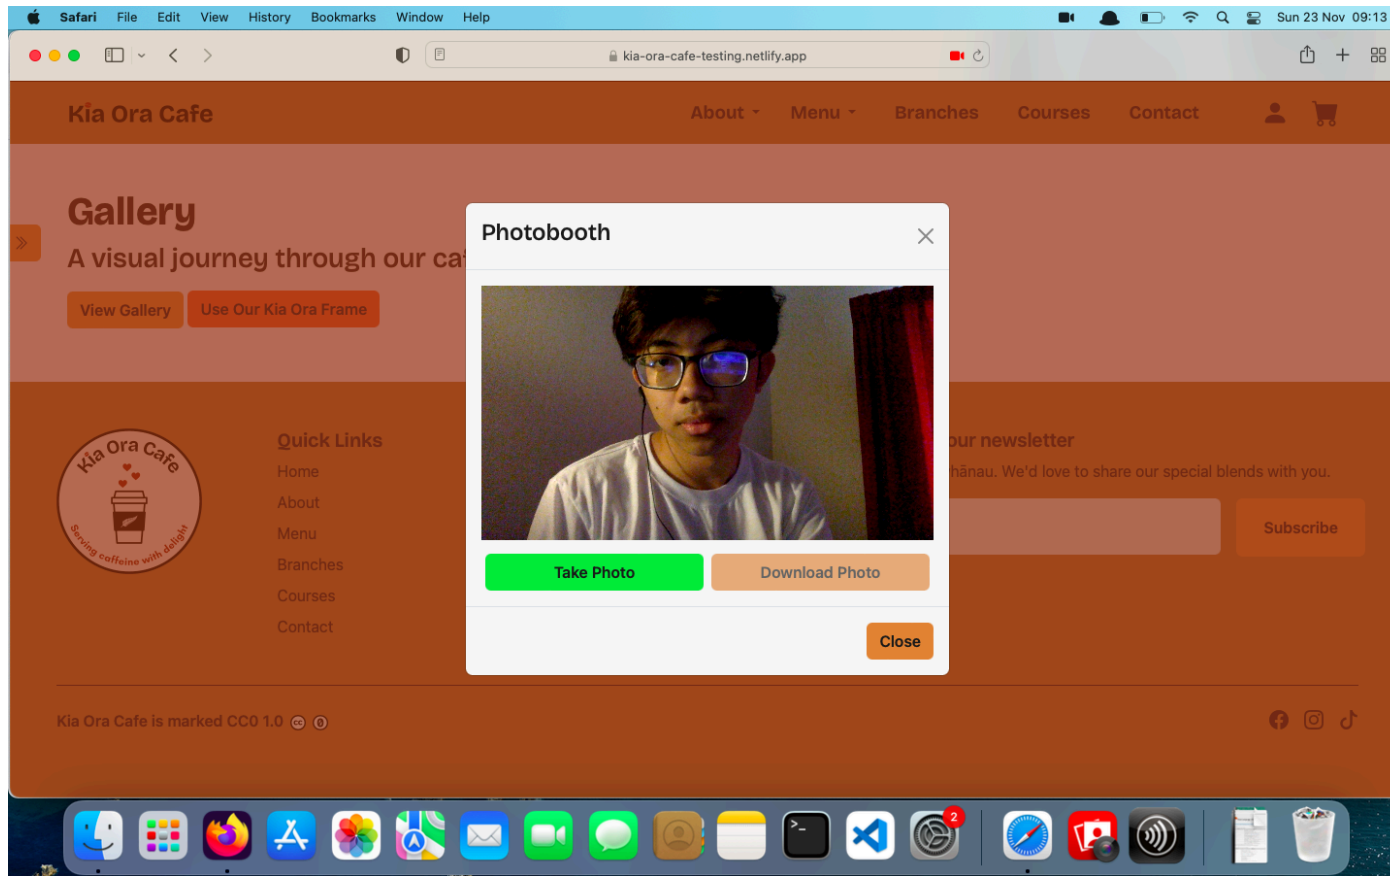 Safari File Edit View History Bookmarks Window Help Sun 23 Nov 09:13
kia-ora-cafe-testing.netlify.app
Kia Ora Cafe About Menu Branches Courses Contact
Gallery
A visual journey through our ca
View Gallery Use Our Kia Ora Frame
Photobooth
Take Photo Download Photo
Close
Kia Ora Cafe
Serving caffeine with delight
Quick Links
Home
About
Menu
Branches
Courses
Contact
our newsletter
hānau. We'd love to share our special blends with you.
Subscribe
Kia Ora Cafe is marked CC0 1.0
2